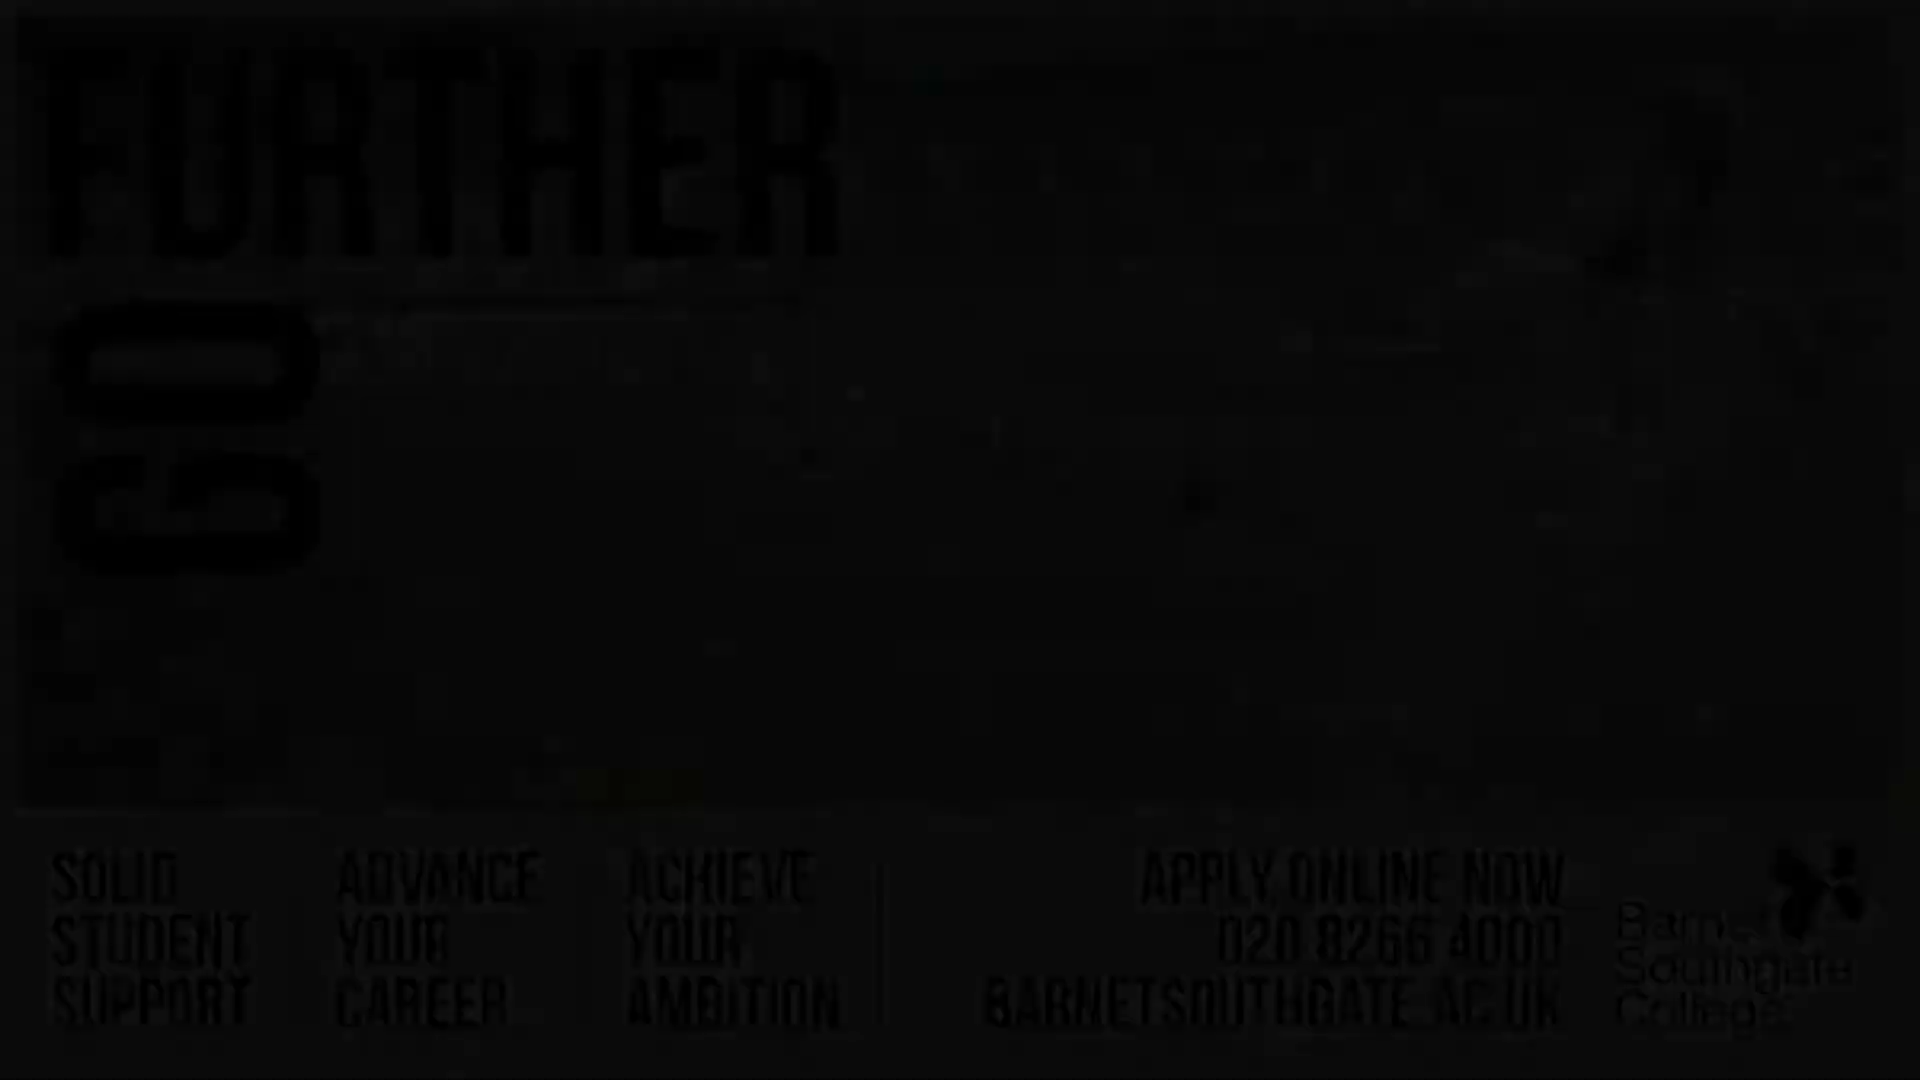 FURTHER
GO
SOLID
STUDENT
SUPPORT
ADVANCE
YOUR
CAREER
ACHIEVE
YOUR
AMBITION
APPLY ONLINE NOW
020 8266 4000
BARNETSOUTHGATE.AC.UK
Barnet
Southgate
College